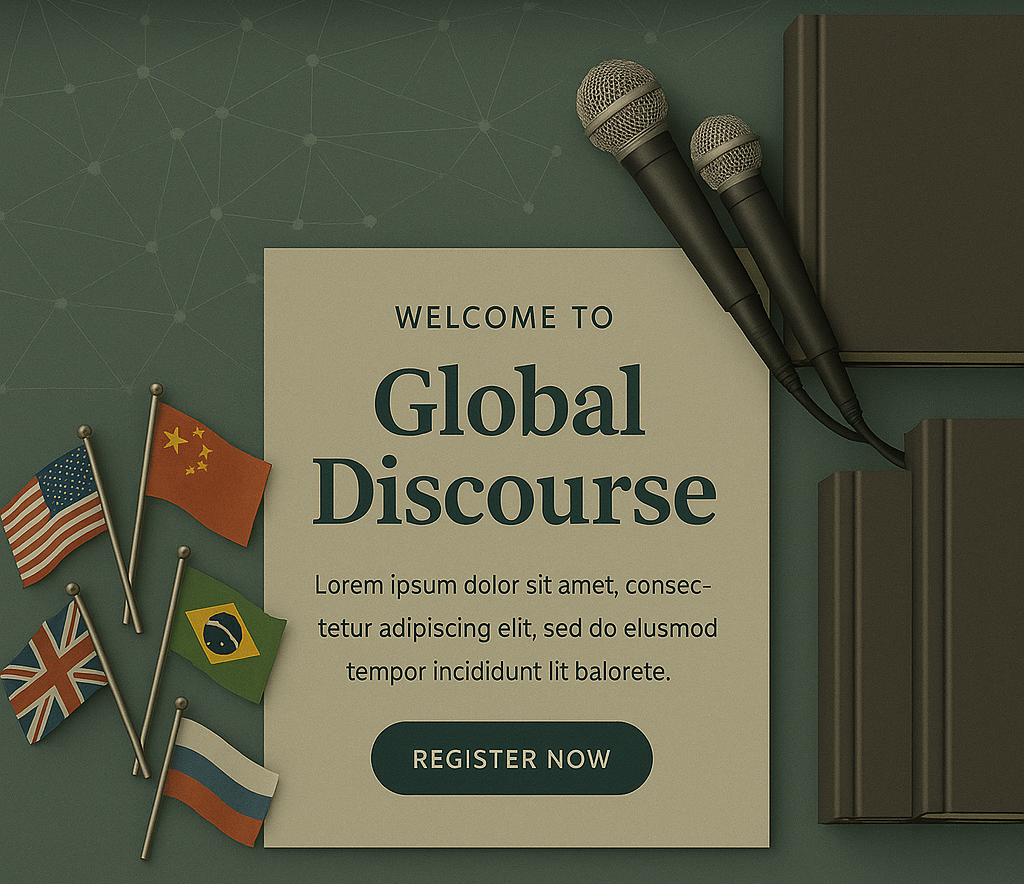 WELCOME TO
Global
Discourse
Lorem ipsum dolor sit amet, consec-
tetur adipiscing elit, sed do elusmod
tempor incididunt lit balorete.
REGISTER NOW